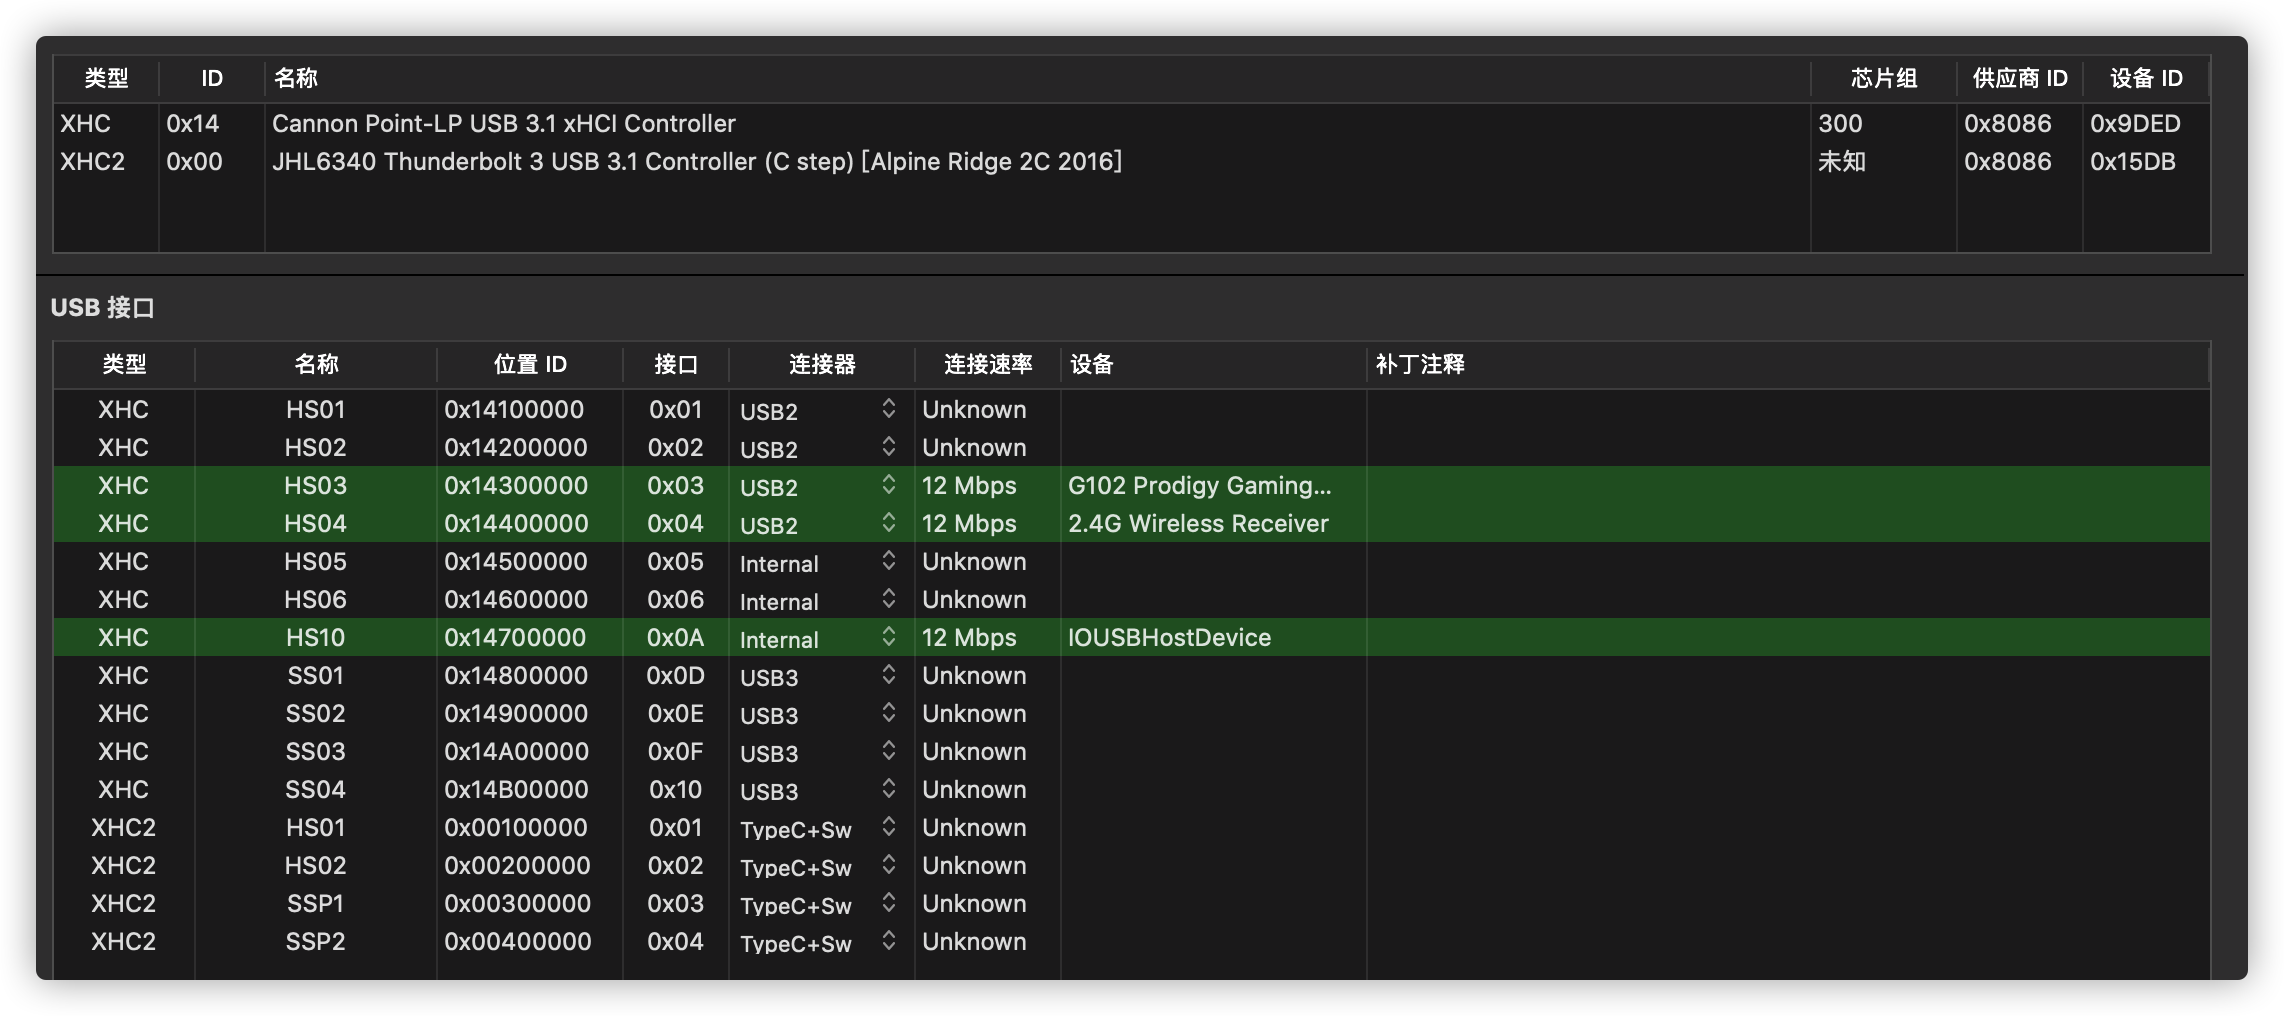 类型 ID 名称 芯片组 供应商 ID 设备 ID
XHC 0x14 Cannon Point-LP USB 3.1 xHCI Controller 300 0x8086 0x9DED
XHC2 0x00 JHL6340 Thunderbolt 3 USB 3.1 Controller (C step) [Alpine Ridge 2C 2016] 未知 0x8086 0x15DB
USB 接口
类型 名称 位置 ID 接口 连接器 连接速率 设备 补丁注释
XHC HS01 0x14100000 0x01 USB2 Unknown
XHC HS02 0x14200000 0x02 USB2 Unknown
XHC HS03 0x14300000 0x03 USB2 12 Mbps G102 Prodigy Gaming...
XHC HS04 0x14400000 0x04 USB2 12 Mbps 2.4G Wireless Receiver
XHC HS05 0x14500000 0x05 Internal Unknown
XHC HS06 0x14600000 0x06 Internal Unknown
XHC HS10 0x14700000 0x0A Internal 12 Mbps IOUSBHostDevice
XHC SS01 0x14800000 0x0D USB3 Unknown
XHC SS02 0x14900000 0x0E USB3 Unknown
XHC SS03 0x14A00000 0x0F USB3 Unknown
XHC SS04 0x14B00000 0x10 USB3 Unknown
XHC2 HS01 0x00100000 0x01 TypeC+Sw Unknown
XHC2 HS02 0x00200000 0x02 TypeC+Sw Unknown
XHC2 SSP1 0x00300000 0x03 TypeC+Sw Unknown
XHC2 SSP2 0x00400000 0x04 TypeC+Sw Unknown